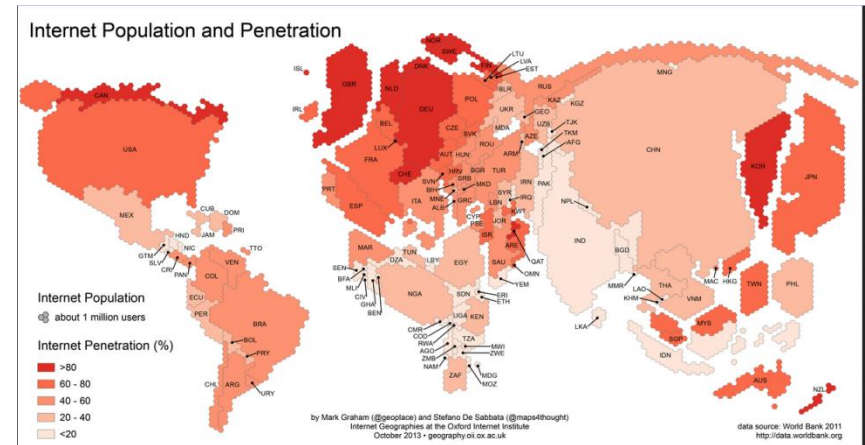 Internet Population and Penetration
NOR
SWE
DNK
FIN
LTU
LVA
EST
ISL
GBR
NLD
DEU
POL
BLR
RUS
MNG
CAN
IRL
BEL
CZE
UKR
KAZ
KGZ
GEO
MDA
UZB
TJK
TKM
AFG
SVK
USA
LUX
FRA
AUT
HUN
ROU
ARM
AZE
CHN
KOR
JPN
CHE
SVN
HRV
BGR
TUR
PRT
ESP
ITA
BIH
SRB
MKD
MNE
ALB
GRC
SYR
IRN
IRQ
PAK
NPL
MEX
CUB
DOM
JAM
PRI
CYP
PSE
LBN
JOR
KWT
ISR
IND
BGD
HND
NIC
GTM
SLV
CRI
PAN
TTO
MAR
TUN
DZA
LBY
EGY
SAU
ARE
QAT
OMN
YEM
MMR
LAO
KHM
THA
VNM
MAC
HKG
TWN
PHL
VEN
COL
SEN
BFA
MLI
CIV
GHA
BEN
NGA
SDN
ERI
ETH
ECU
PER
BRA
CMR
COD
RWA
AGO
ZMB
NAM
UGA
KEN
TZA
MWI
ZWE
MDG
MOZ
ZAF
LKA
SGP
MYS
IDN
BOL
PRY
CHL
ARG
URY
AUS
NZL
Internet Population
about 1 million users
Internet Penetration (%)
>80
60 - 80
40 - 60
20 - 40
<20
by Mark Graham (@geoplace) and Stefano De Sabbata (@maps4thought)
Internet Geographies at the Oxford Internet Institute
October 2013 • geography.oii.ox.ac.uk
data source: World Bank 2011
http://data.worldbank.org